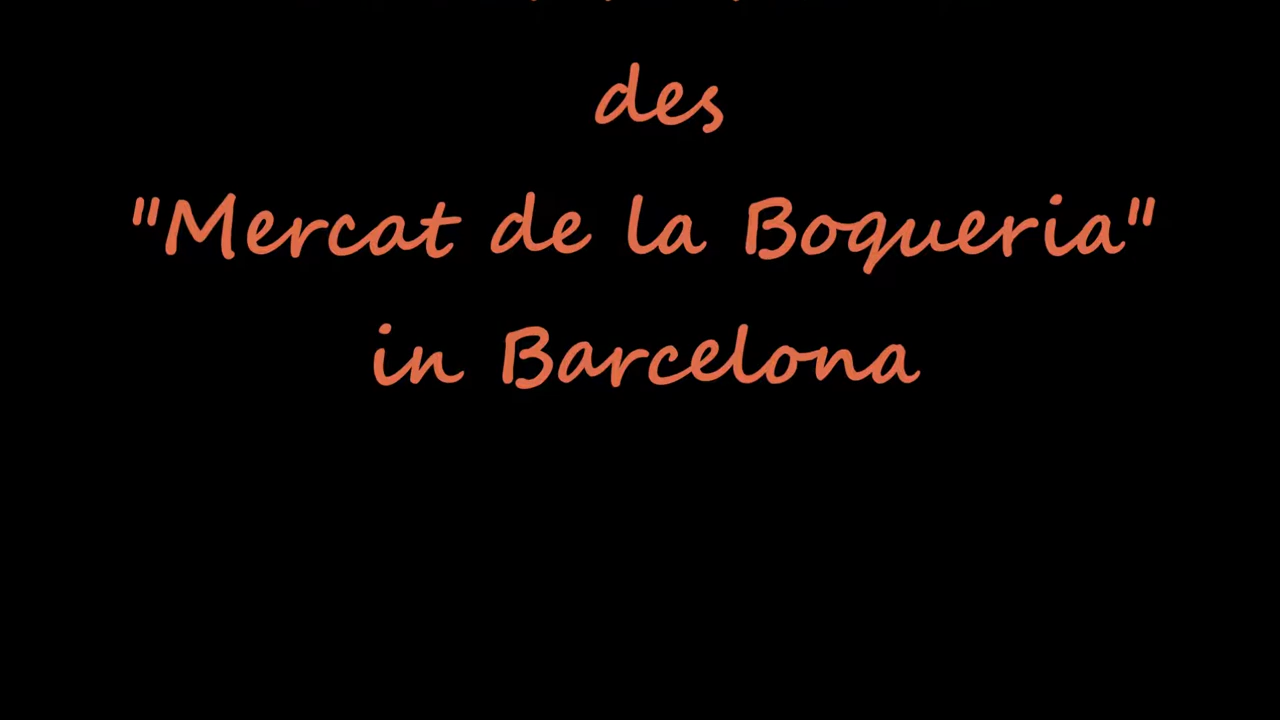 des
"Mercat de la Boqueria"
in Barcelona